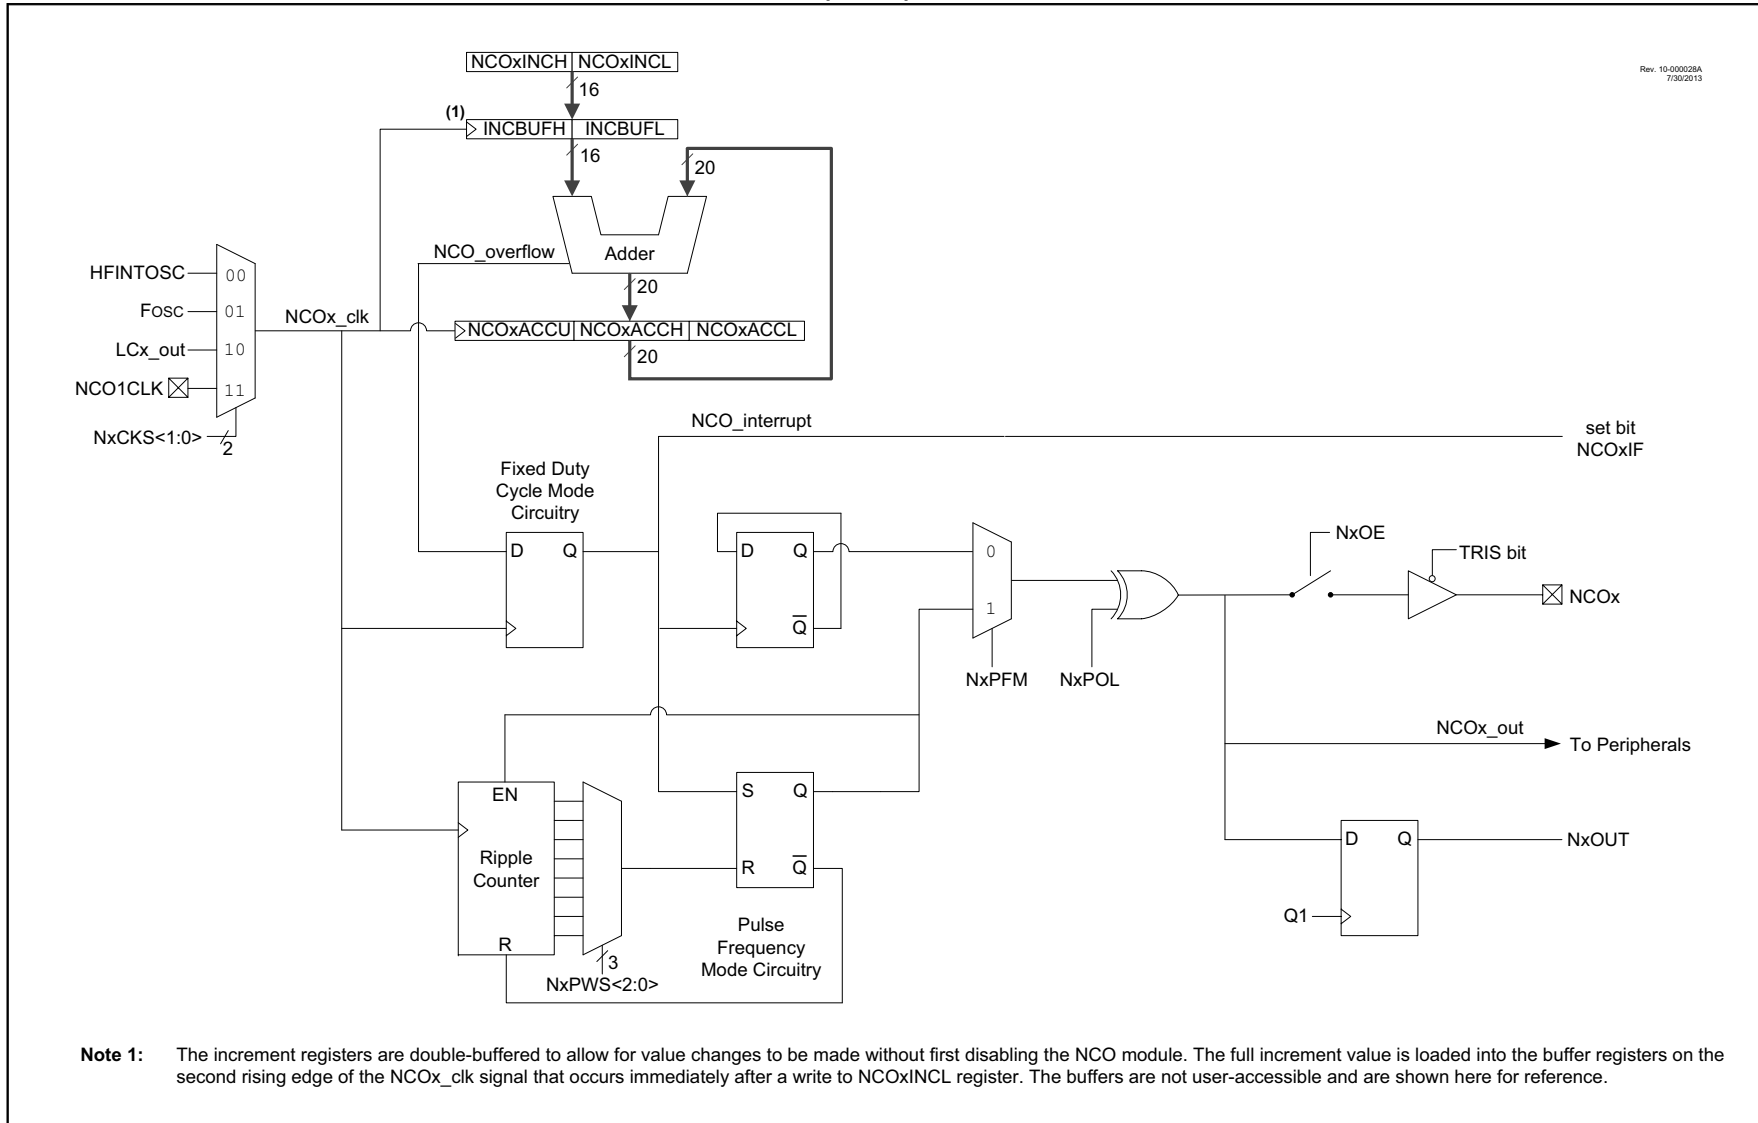 Rev. 10-000028A
7/30/2013
NCOxINCH NCOxINCL
16
(1)
INCBUFH INCBUFL
16
20
Adder
NCO_overflow
20
HFINTOSC 00
FOSC 01
LCx_out 10
NCO1CLK 11
NxCKS<1:0>
2
NCOx_clk
NCOxACCU NCOxACCH NCOxACCL
20
NCO_interrupt
set bit
NCOxIF
Fixed Duty
Cycle Mode
Circuitry
D Q
D Q
Q
0
1
NxPFM
NxPOL
NxOE
TRIS bit
NCOx
NCOx_out
To Peripherals
EN
Ripple
Counter
R
3
NxPWS<2:0>
S Q
R Q
Pulse
Frequency
Mode Circuitry
D Q
NxOUT
Q1
Note 1: The increment registers are double-buffered to allow for value changes to be made without first disabling the NCO module. The full increment value is loaded into the buffer registers on the
second rising edge of the NCOx_clk signal that occurs immediately after a write to NCOxINCL register. The buffers are not user-accessible and are shown here for reference.